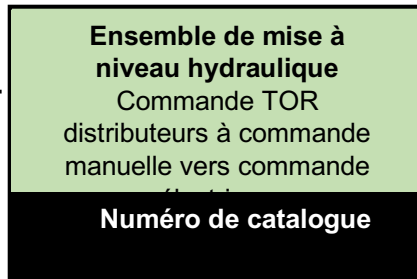 Ensemble de mise à
niveau hydraulique
Commande TOR
distributeurs à commande
manuelle vers commande
Numéro de catalogue